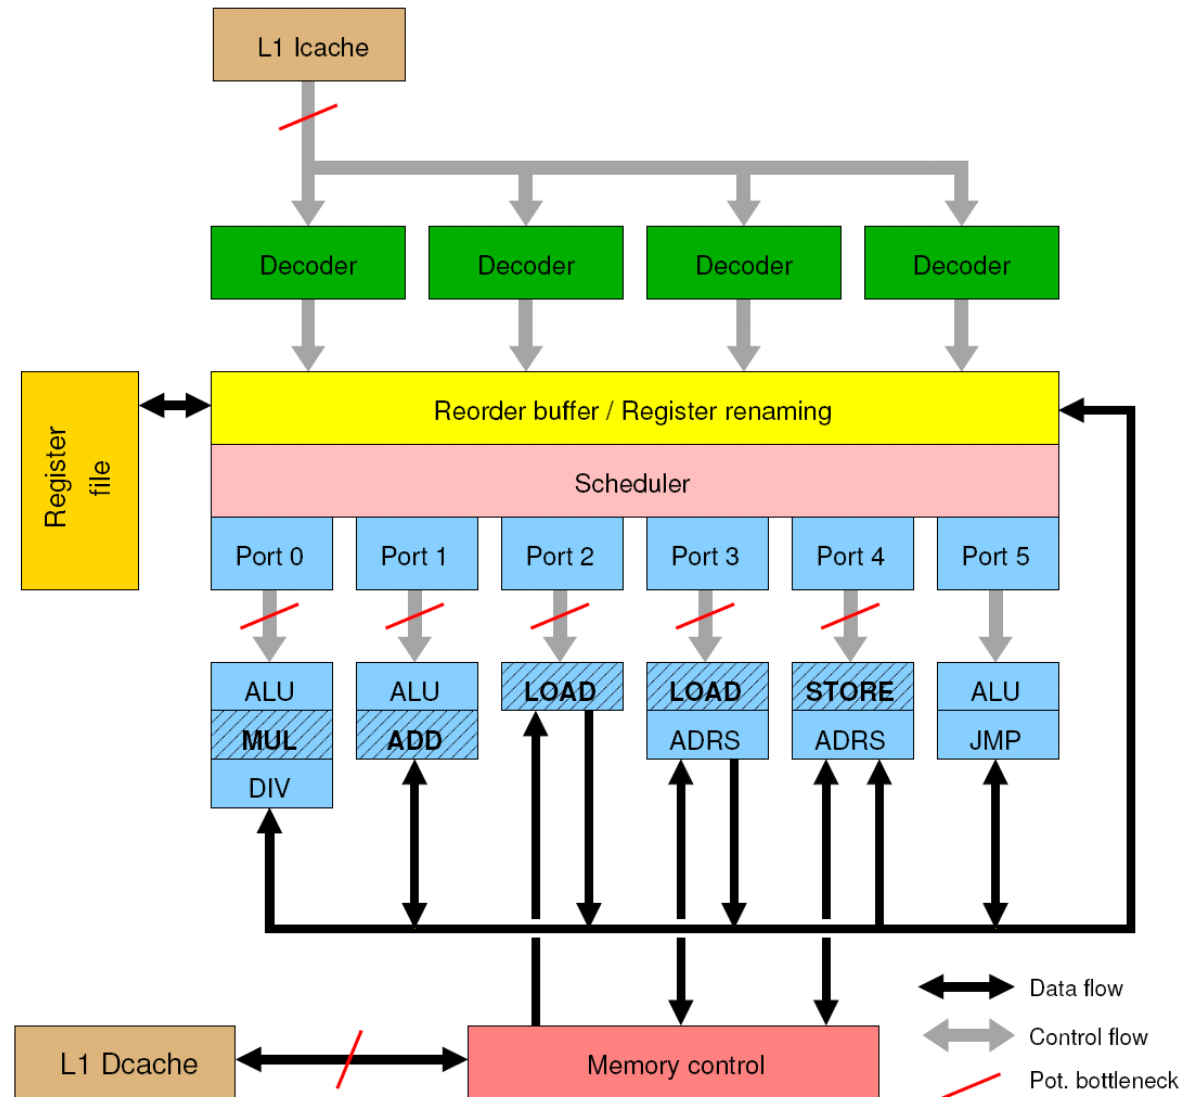 L1 Icache
Decoder
Decoder
Decoder
Decoder
Register
file
Reorder buffer / Register renaming
Scheduler
Port 0
Port 1
Port 2
Port 3
Port 4
Port 5
ALU
ALU
LOAD
LOAD
STORE
ALU
MUL
ADD
ADRS
ADRS
JMP
DIV
Data flow
Control flow
Pot. bottleneck
L1 Dcache
Memory control